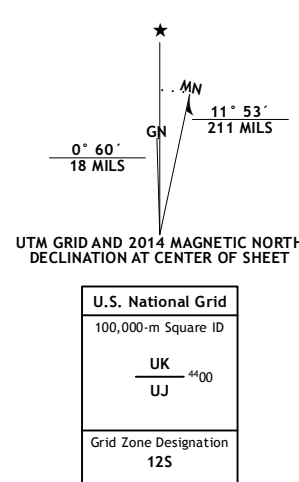 ★
MN
11° 53´
211 MILS
GN
0° 60´
18 MILS
UTM GRID AND 2014 MAGNETIC NORTH
DECLINATION AT CENTER OF SHEET
U.S. National Grid
100,000-m Square ID
UK
⁴⁴00
UJ
Grid Zone Designation
12S